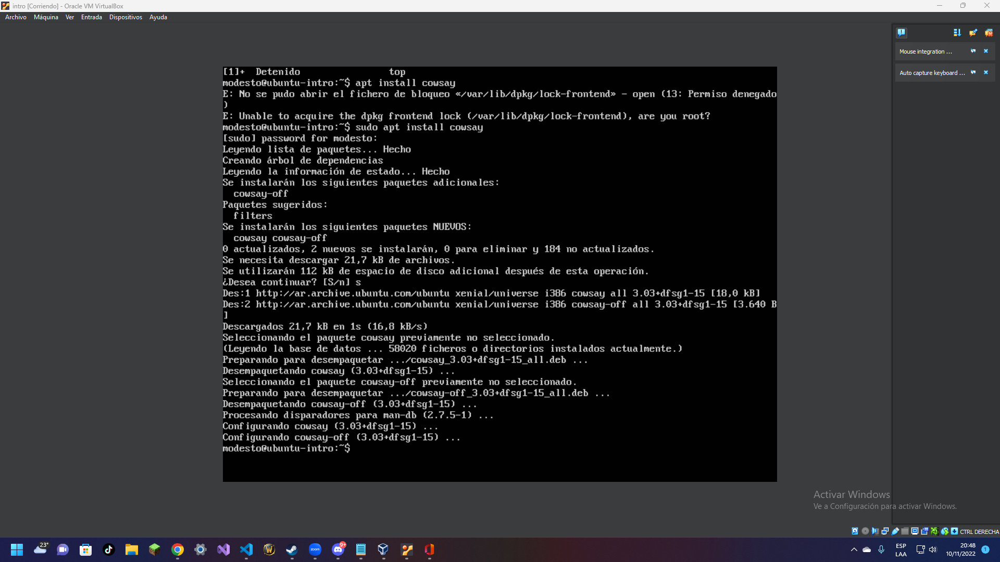 intro [Corriendo] - Oracle VM VirtualBox
Archivo Máquina Ver Entrada Dispositivos Ayuda
Mouse integration ...
Auto capture keyboard ...
[1]+  Detenido                top
modesto@ubuntu-intro:~$ apt install cowsay
E: No se pudo abrir el fichero de bloqueo «/var/lib/dpkg/lock-frontend» - open (13: Permiso denegado
)
E: Unable to acquire the dpkg frontend lock (/var/lib/dpkg/lock-frontend), are you root?
modesto@ubuntu-intro:~$ sudo apt install cowsay
[sudo] password for modesto:
Leyendo lista de paquetes... Hecho
Creando árbol de dependencias
Leyendo la información de estado... Hecho
Se instalarán los siguientes paquetes adicionales:
  cowsay-off
Paquetes sugeridos:
  filters
Se instalarán los siguientes paquetes NUEVOS:
  cowsay cowsay-off
0 actualizados, 2 nuevos se instalarán, 0 para eliminar y 184 no actualizados.
Se necesita descargar 21,7 kB de archivos.
Se utilizarán 112 kB de espacio de disco adicional después de esta operación.
¿Desea continuar? [S/n] s
Des:1 http://ar.archive.ubuntu.com/ubuntu xenial/universe i386 cowsay all 3.03+dfsg1-15 [18,0 kB]
Des:2 http://ar.archive.ubuntu.com/ubuntu xenial/universe i386 cowsay-off all 3.03+dfsg1-15 [3.640 B
]
Descargados 21,7 kB en 1s (16,8 kB/s)
Seleccionando el paquete cowsay previamente no seleccionado.
(Leyendo la base de datos ... 58020 ficheros o directorios instalados actualmente.)
Preparando para desempaquetar .../cowsay_3.03+dfsg1-15_all.deb ...
Desempaquetando cowsay (3.03+dfsg1-15) ...
Seleccionando el paquete cowsay-off previamente no seleccionado.
Preparando para desempaquetar .../cowsay-off_3.03+dfsg1-15_all.deb ...
Desempaquetando cowsay-off (3.03+dfsg1-15) ...
Procesando disparadores para man-db (2.7.5-1) ...
Configurando cowsay (3.03+dfsg1-15) ...
Configurando cowsay-off (3.03+dfsg1-15) ...
modesto@ubuntu-intro:~$
Activar Windows
Ve a Configuración para activar Windows.
CTRL DERECHA
23°
zoom
9+
ESP
LAA
20:48
10/11/2022
1